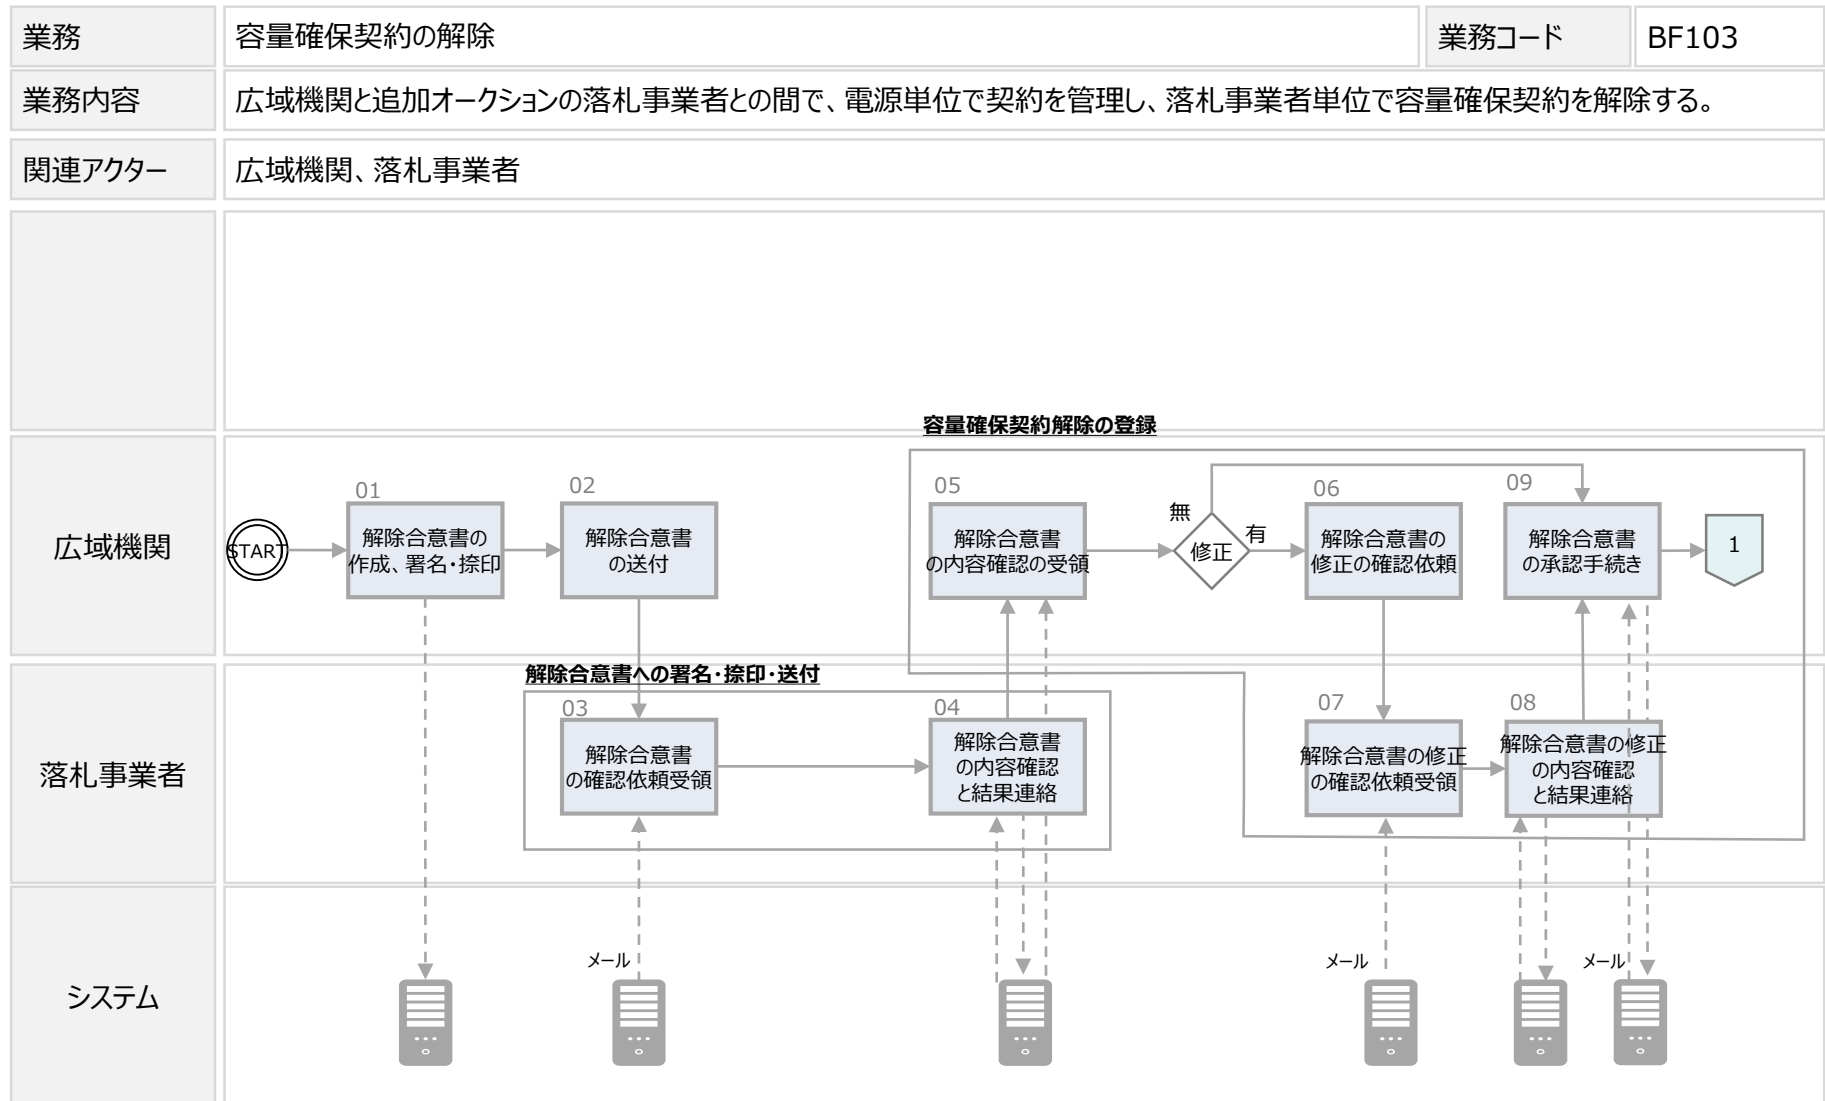 業務
容量確保契約の解除
業務コード
BF103
業務内容
広域機関と追加オークションの落札事業者との間で、電源単位で契約を管理し、落札事業者単位で容量確保契約を解除する。
関連アクター
広域機関、落札事業者
容量確保契約解除の登録
広域機関
START
01
解除合意書の
作成、署名・捺印
02
解除合意書
の送付
05
解除合意書
の内容確認の受領
無
修正
有
06
解除合意書の
修正の確認依頼
09
解除合意書
の承認手続き
1
落札事業者
解除合意書への署名・捺印・送付
03
解除合意書
の確認依頼受領
04
解除合意書
の内容確認
と結果連絡
07
解除合意書の修正
の確認依頼受領
08
解除合意書の修正
の内容確認
と結果連絡
システム
メール
メール
メール